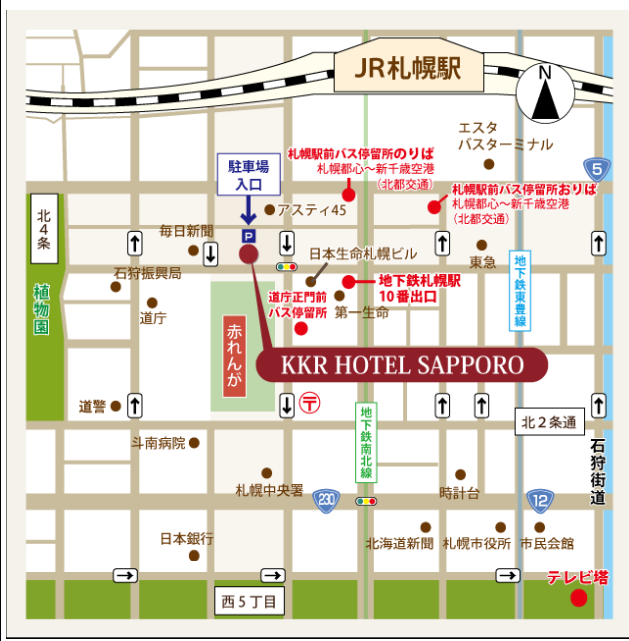 JR札幌駅
N
エスタ
バスターミナル
札幌駅前バス停留所のりば
札幌都心～新千歳空港
（北都交通）
5
駐車場
入口
札幌駅前バス停留所おりば
札幌都心～新千歳空港
（北都交通）
北4条
アスティ45
毎日新聞
P
日本生命札幌ビル
東急
地下鉄東豊線
石狩振興局
地下鉄札幌駅
10番出口
植物園
道庁
道庁正門前
バス停留所
第一生命
赤れんが
KKR HOTEL SAPPORO
道警
〒
地下鉄南北線
北2条通
斗南病院
石狩街道
札幌中央署
時計台
230
12
日本銀行
北海道新聞
札幌市役所
市民会館
テレビ塔
西5丁目